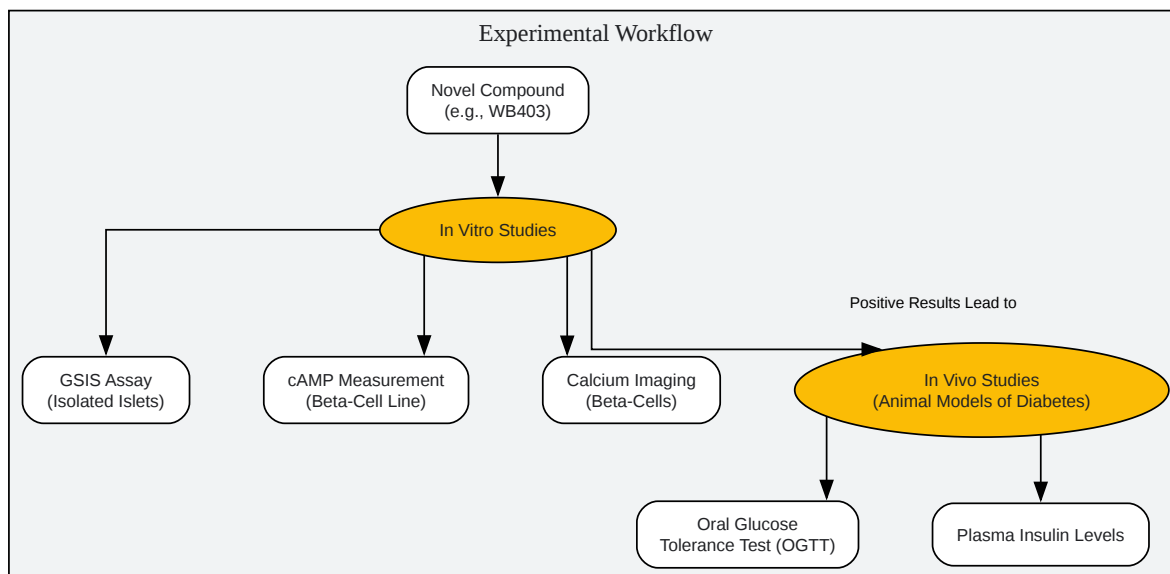 Experimental Workflow
Novel Compound
(e.g., WB403)
In Vitro Studies
Positive Results Lead to
GSIS Assay
(Isolated Islets)
cAMP Measurement
(Beta-Cell Line)
Calcium Imaging
(Beta-Cells)
In Vivo Studies
(Animal Models of Diabetes)
Oral Glucose
Tolerance Test (OGTT)
Plasma Insulin Levels